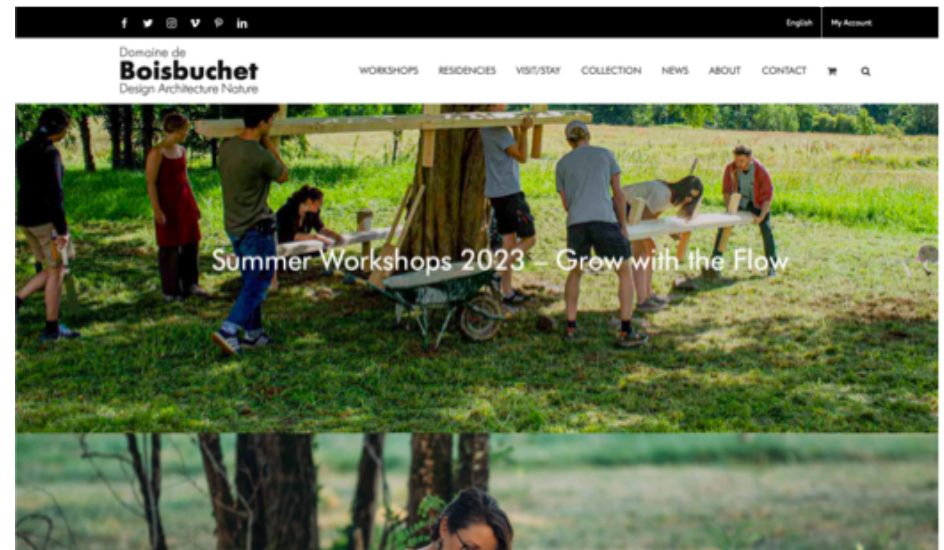 English
My Account
Domaine de
Boisbuchet
Design Architecture Nature
WORKSHOPS RESIDENCIES VISIT/STAY COLLECTION NEWS ABOUT CONTACT
Summer Workshops 2023 – Grow with the Flow